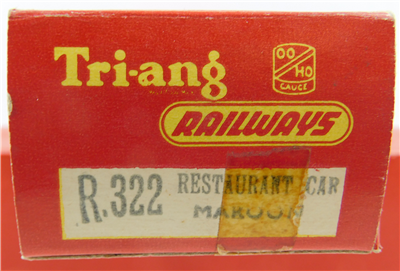 Tri-ang
OO
HO
GAUGE
RAILWAYS
R.322 RESTAURANT CAR
MAROON